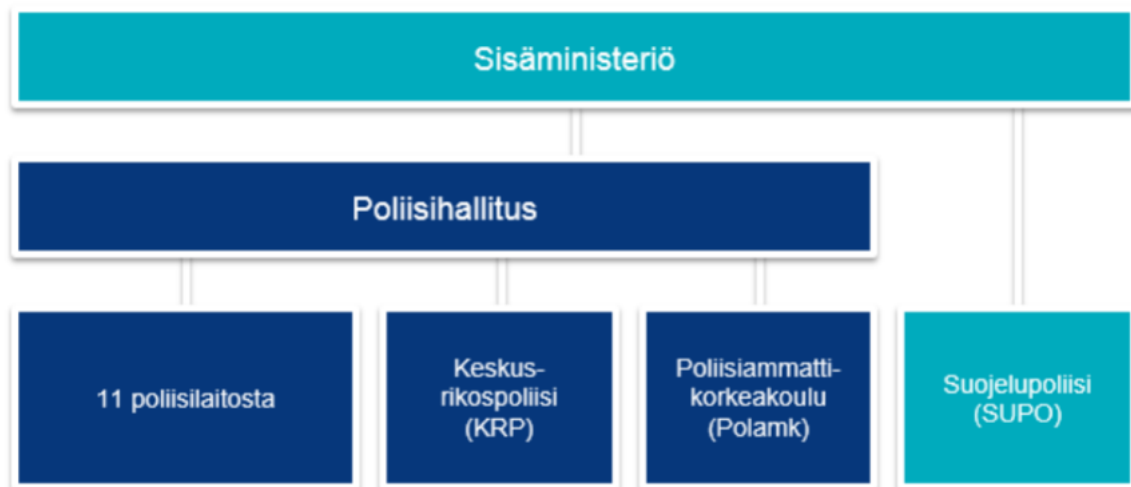 Sisäministeriö
Poliisihallitus
11 poliisilaitosta
Keskus-
rikospoliisi
(KRP)
Poliisiammatti-
korkeakoulu
(Polamk)
Suojelupoliisi
(SUPO)